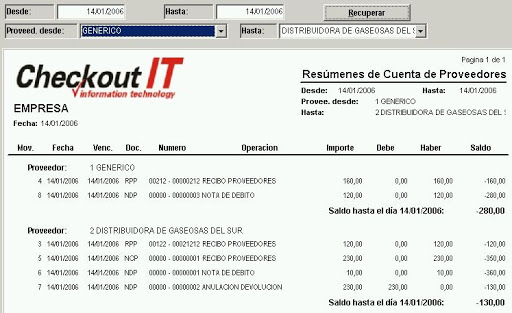 Desde: 14/01/2006 Hasta: 14/01/2006 Recuperar
Proveed. desde: GENERICO Hasta: DISTRIBUIDORA DE GASEOSAS DEL
Pagina 1 de 1
Checkout IT
information technology
Resúmenes de Cuenta de Proveedores
Desde: 14/01/2006 Hasta: 14/01/2006
Provee. desde: 1 GENERICO
Hasta: 2 DISTRIBUIDORA DE GASEOSAS DEL
EMPRESA
Fecha: 14/01/2006
Mov. Fecha Venc. Doc. Numero Operacion Importe Debe Haber Saldo
Proveedor: 1 GENERICO
4 14/01/2006 14/01/2006 RPP 00212 - 00000212 RECIBO PROVEEDORES 160,00 0,00 160,00 -160,00
8 14/01/2006 14/01/2006 NDP 00000 - 00000003 NOTA DE DEBITO 120,00 0,00 120,00 -280,00
Saldo hasta el día 14/01/2006: -280,00
Proveedor: 2 DISTRIBUIDORA DE GASEOSAS DEL SUR
3 14/01/2006 14/01/2006 RPP 00122 - 00021212 RECIBO PROVEEDORES 120,00 0,00 120,00 -120,00
5 14/01/2006 14/01/2006 NCP 00000 - 00000001 RECIBO PROVEEDORES 230,00 0,00 230,00 -350,00
6 14/01/2006 14/01/2006 NDP 00000 - 00000001 NOTA DE DEBITO 10,00 0,00 10,00 -360,00
7 14/01/2006 14/01/2006 NDP 00000 - 00000002 ANULACION DEVOLUCION 230,00 230,00 0,00 -130,00
Saldo hasta el día 14/01/2006: -130,00